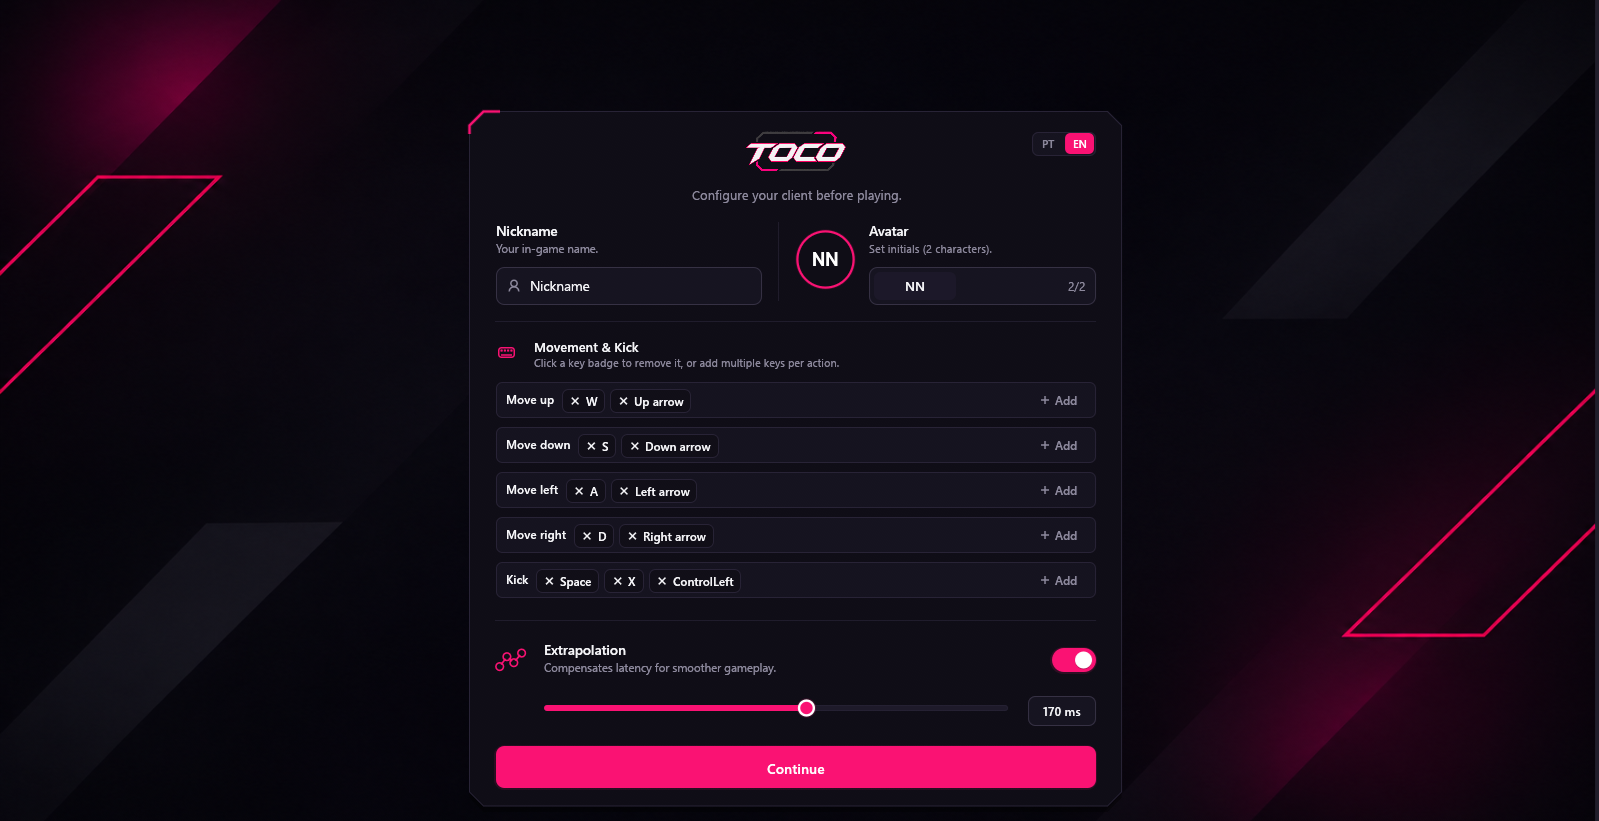 TOCO
PT EN
Configure your client before playing.
Nickname
Your in-game name.
Nickname
NN
Avatar
Set initials (2 characters).
NN 2/2
Movement & Kick
Click a key badge to remove it, or add multiple keys per action.
Move up × W × Up arrow + Add
Move down × S × Down arrow + Add
Move left × A × Left arrow + Add
Move right × D × Right arrow + Add
Kick × Space × X × ControlLeft + Add
Extrapolation
Compensates latency for smoother gameplay.
170 ms
Continue